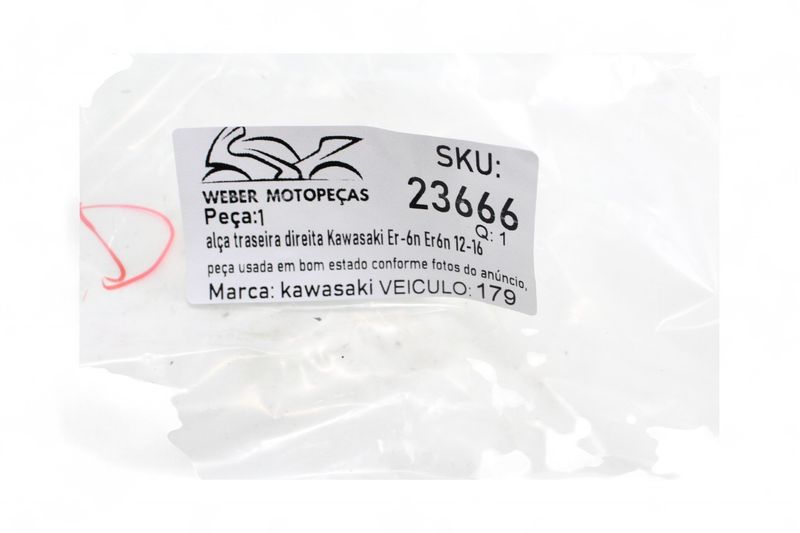 D
WEBER MOTOPEÇAS
SKU:
23666
Peça:1
Q: 1
alça traseira direita Kawasaki Er-6n Er6n 12-16
peça usada em bom estado conforme fotos do anúncio,
Marca: kawasaki VEICULO: 179